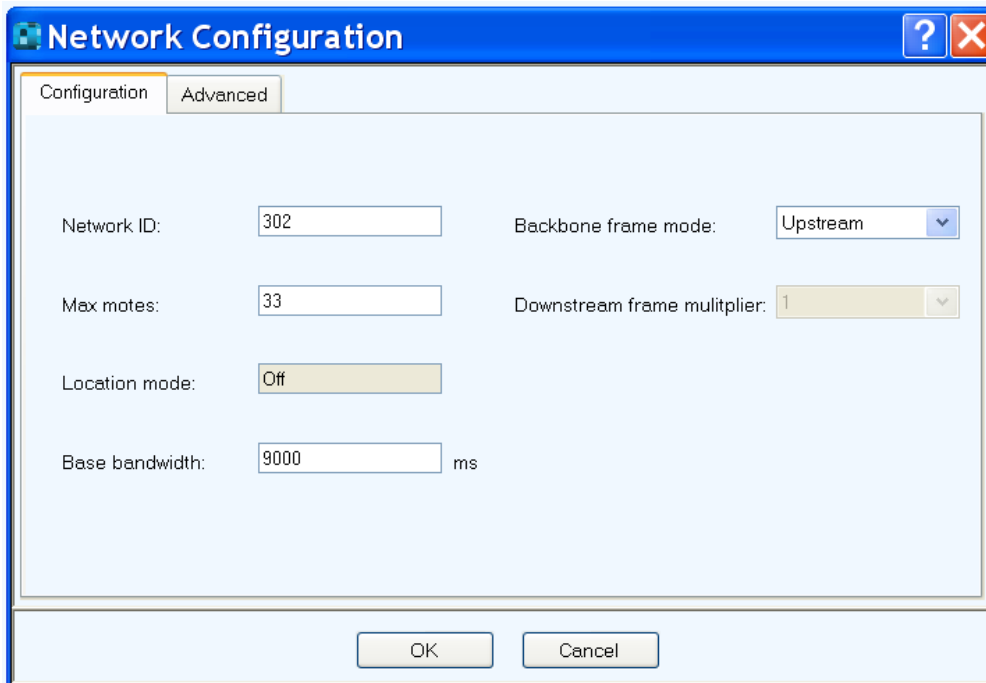 Network Configuration
Configuration Advanced
Network ID: 302 Backbone frame mode: Upstream
Max motes: 33 Downstream frame mulitplier: 1
Location mode: Off
Base bandwidth: 9000 ms
OK Cancel